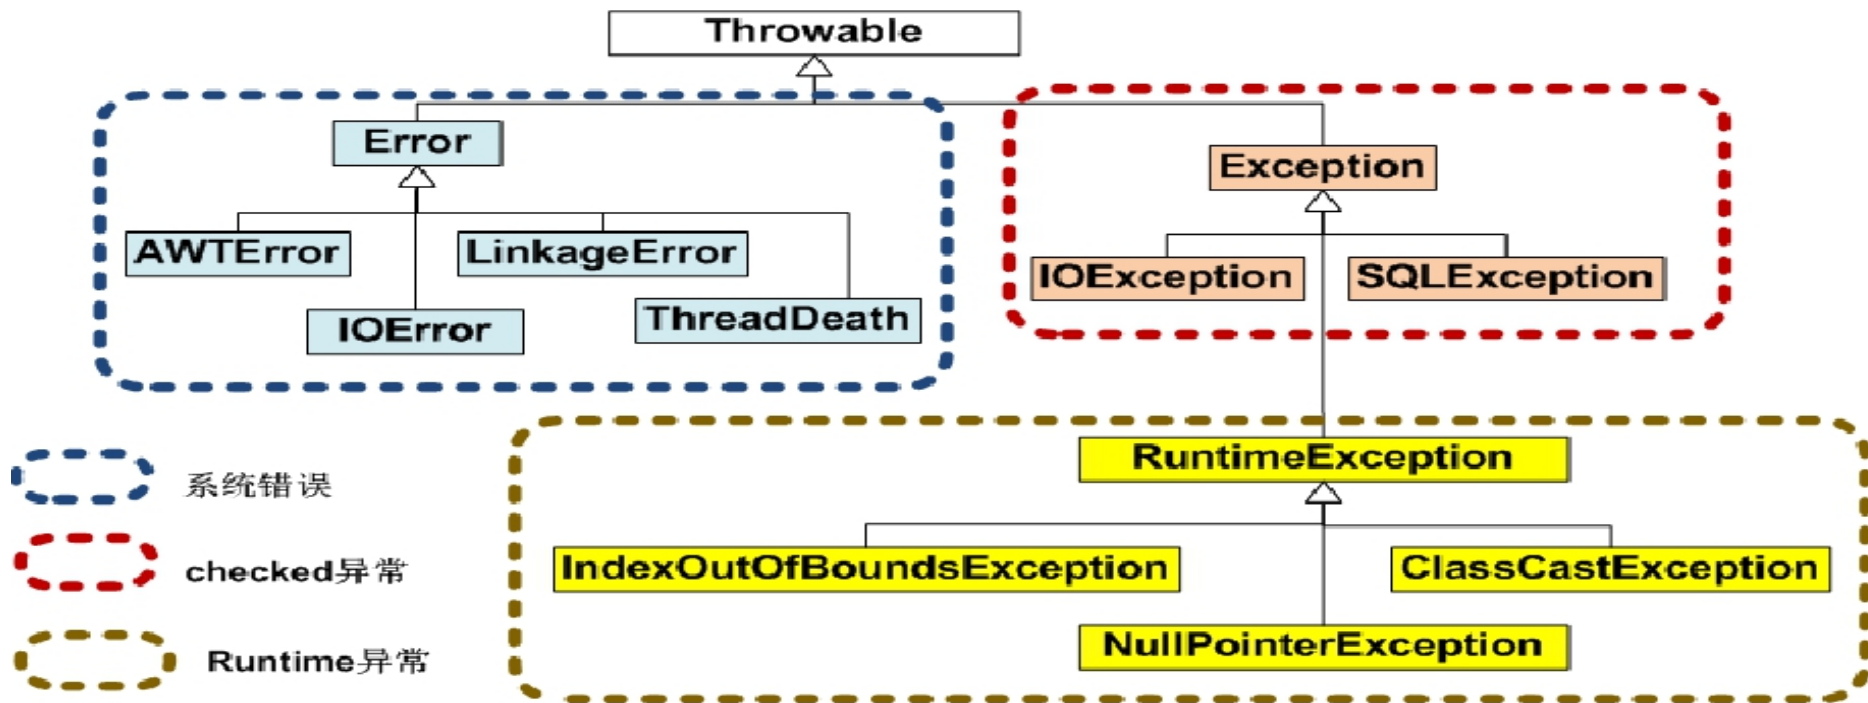 Throwable
Error
Exception
AWTError
LinkageError
IOException
SQLException
IOError
ThreadDeath
RuntimeException
系统错误
IndexOutOfBoundsException
ClassCastException
checked异常
NullPointerException
Runtime异常